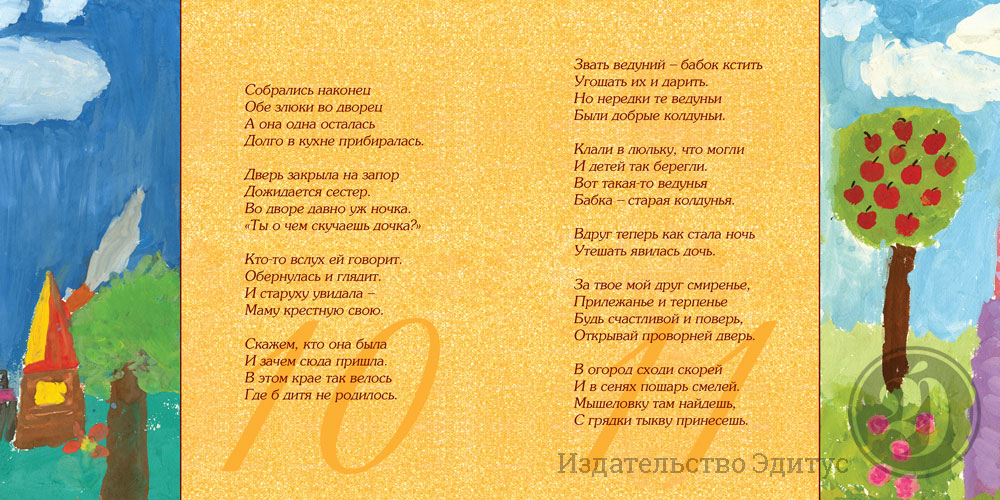 Собрались наконец
Обе злюки во дворец
А она одна осталась
Долго в кухне прибиралась.
Дверь закрыла на запор
Дожидается сестер.
Во дворе давно уж ночка.
«Ты о чем скучаешь дочка?»
Кто-то вслух ей говорит.
Обернулась и глядит.
И старуху увидала –
Маму крестную свою.
Скажем, кто она была
И зачем сюда пришла.
В этом крае так велось
Где б дитя не родилось.
10
Звать ведуний – бабок кстить
Угошать их и дарить.
Но нередки те ведуньи
Были добрые колдуньи.
Клали в люльку, что могли
И детей так берегли.
Вот такая-то ведунья
Бабка – старая колдунья.
Вдруг теперь как стала ночь
Утешать явилась дочь.
За твое мой друг смиренье,
Прилежанье и терпенье
Будь счастливой и поверь,
Открывай проворней дверь.
В огород сходи скорей
И в сенях пошарь смелей.
Мышеловку там найдешь,
С грядки тыкву принесешь.
11
Издательство Эдитус